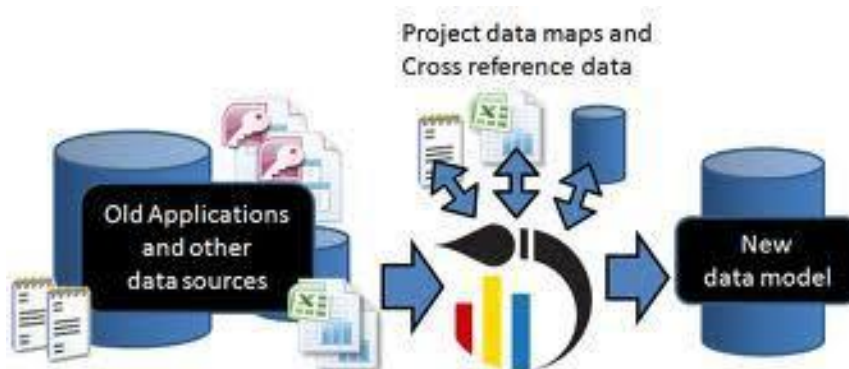 Project data maps and
Cross reference data
Old Applications
and other
data sources
New
data model